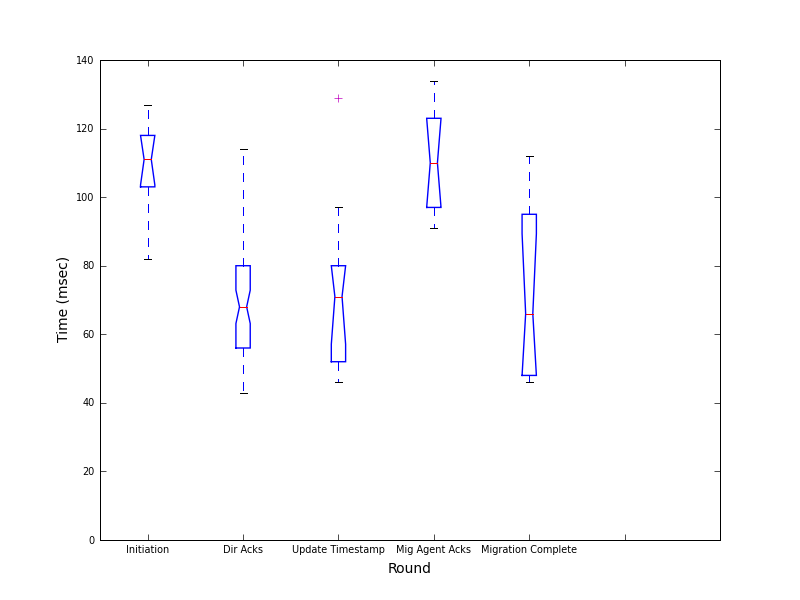 140
120
100
80
60
40
20
0
Time (msec)
Initiation Dir Acks Update Timestamp Mig Agent Acks Migration Complete
Round